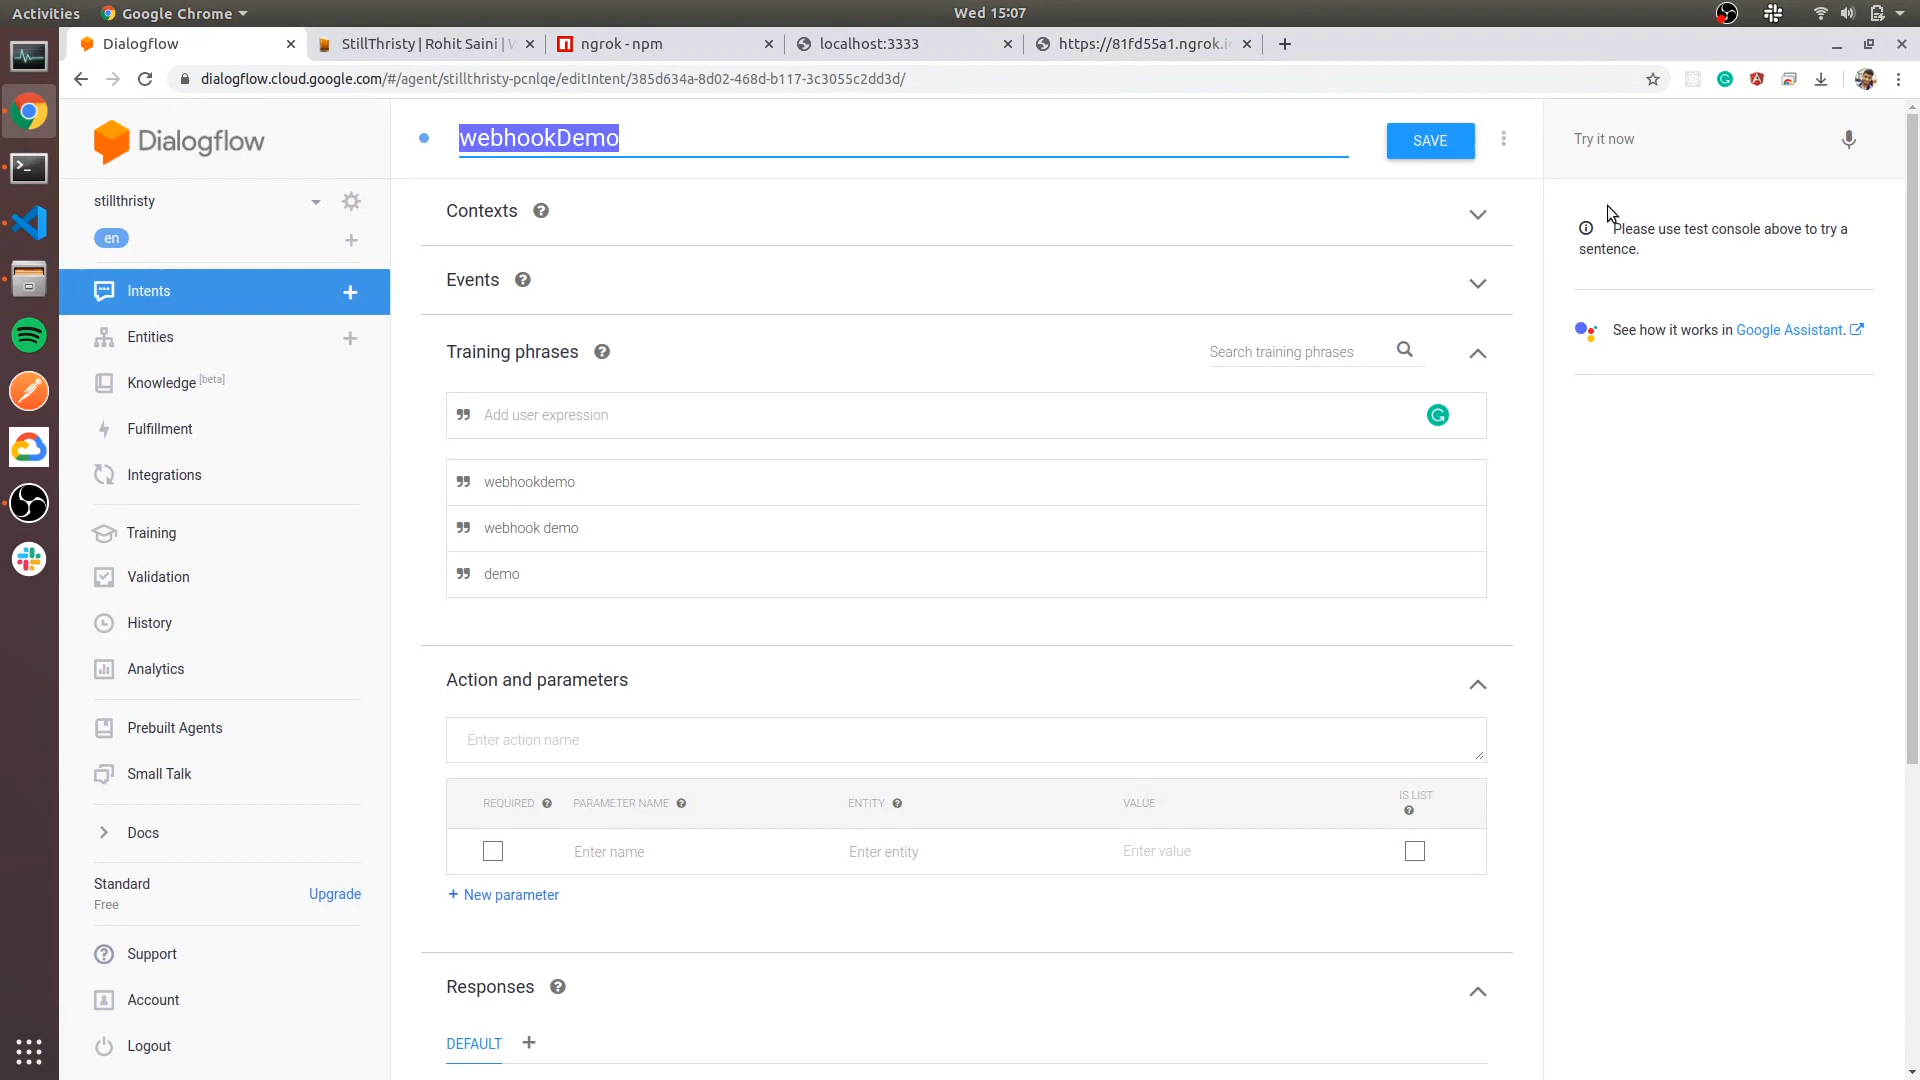 Activities
Google Chrome
Wed 15:07
Dialogflow
StillThristy | Rohit Saini |
ngrok - npm
localhost:3333
https://81fd55a1.ngrok.i
dialogflow.cloud.google.com/#/agent/stillthristy-pcnlqe/editIntent/385d634a-8d02-468d-b117-3c3055c2dd3d/
Dialogflow
webhookDemo
SAVE
Try it now
stillthristy
en
Intents
Entities
Knowledge [beta]
Fulfillment
Integrations
Training
Validation
History
Analytics
Prebuilt Agents
Small Talk
Docs
Standard
Free
Upgrade
Support
Account
Logout
Contexts
Events
Training phrases
Search training phrases
Add user expression
webhookdemo
webhook demo
demo
Action and parameters
Enter action name
REQUIRED
PARAMETER NAME
ENTITY
VALUE
IS LIST
Enter name
Enter entity
Enter value
+ New parameter
Responses
DEFAULT
Please use test console above to try a
sentence.
See how it works in Google Assistant.